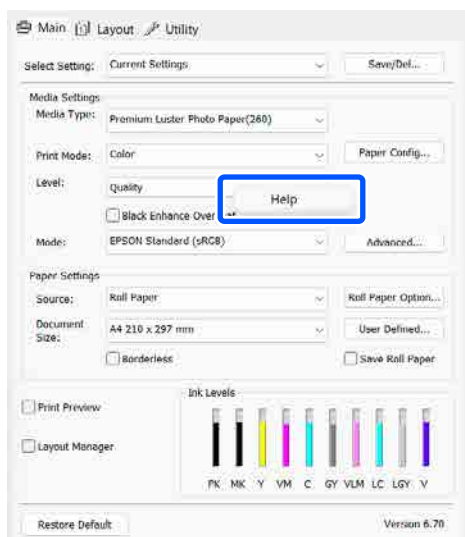 Main Layout Utility
Select Setting: Current Settings Save/Del...
Media Settings
Media Type: Premium Luster Photo Paper(260)
Print Mode: Color Paper Config...
Level: Quality
Help
Black Enhance Over
Mode: EPSON Standard (sRGB) Advanced...
Paper Settings
Source: Roll Paper Roll Paper Option...
Document
Size: A4 210 x 297 mm User Defined...
Borderless Save Roll Paper
Ink Levels
Print Preview
Layout Manager
PK MK Y VM C GY VLM LC LGY V
Restore Default Version 6.70